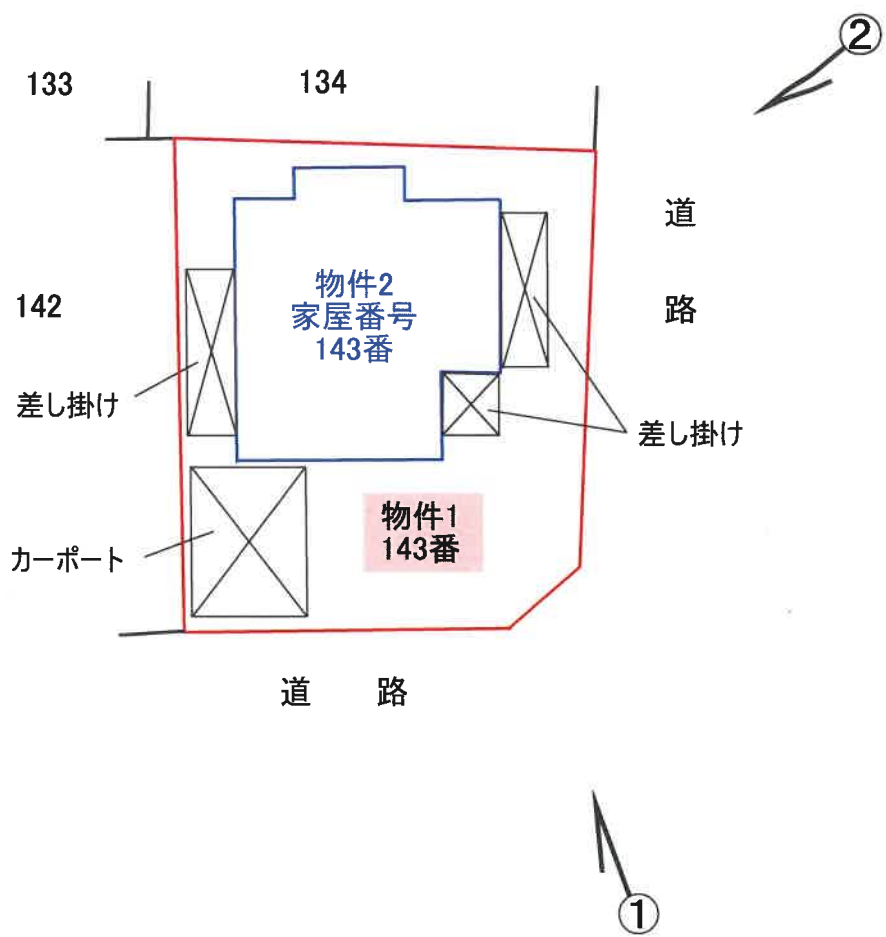 ②
133
134
道
路
142
物件2
家屋番号
143番
差し掛け
差し掛け
物件1
143番
カーポート
道 路
①